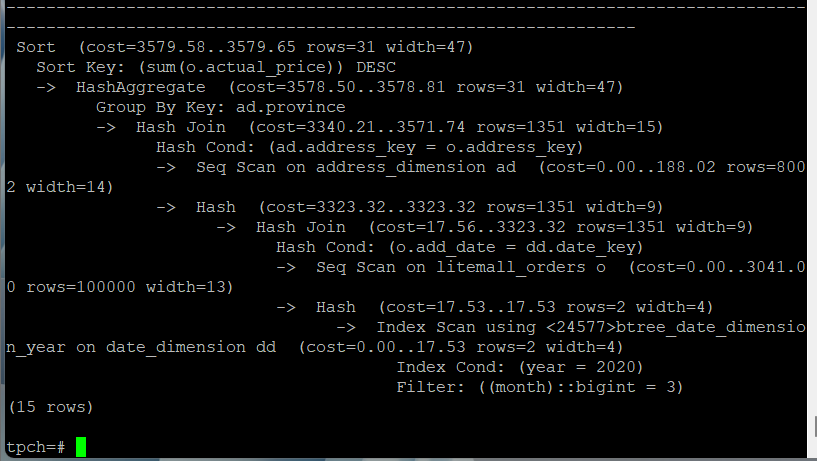 --------------------------------------------------------------------------------
---------------------------------------------------------------
 Sort  (cost=3579.58..3579.65 rows=31 width=47)
   Sort Key: (sum(o.actual_price)) DESC
   ->  HashAggregate  (cost=3578.50..3578.81 rows=31 width=47)
         Group By Key: ad.province
         ->  Hash Join  (cost=3340.21..3571.74 rows=1351 width=15)
               Hash Cond: (ad.address_key = o.address_key)
               ->  Seq Scan on address_dimension ad  (cost=0.00..188.02 rows=800
2 width=14)
               ->  Hash  (cost=3323.32..3323.32 rows=1351 width=9)
                     ->  Hash Join  (cost=17.56..3323.32 rows=1351 width=9)
                           Hash Cond: (o.add_date = dd.date_key)
                           ->  Seq Scan on litemall_orders o  (cost=0.00..3041.0
0 rows=100000 width=13)
                           ->  Hash  (cost=17.53..17.53 rows=2 width=4)
                                 ->  Index Scan using <24577>btree_date_dimensio
n_year on date_dimension dd  (cost=0.00..17.53 rows=2 width=4)
                                       Index Cond: (year = 2020)
                                       Filter: ((month)::bigint = 3)
(15 rows)
tpch=#